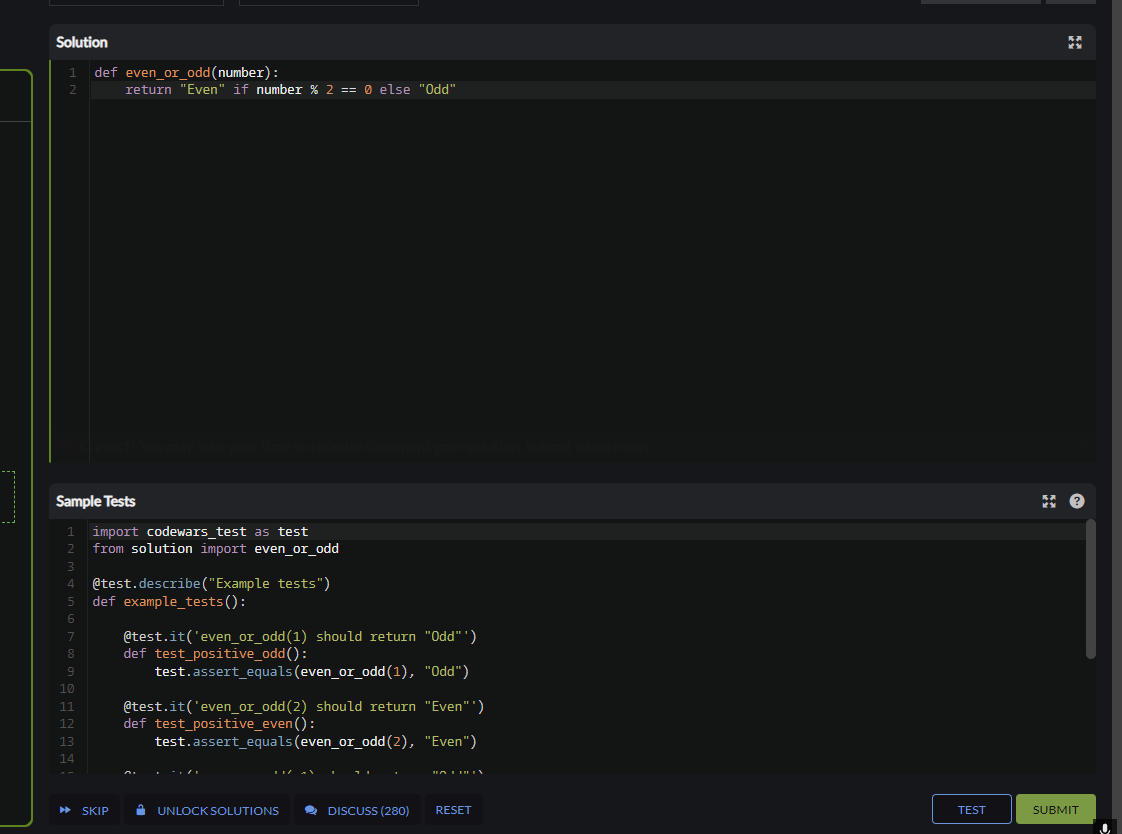 Solution
1 def even_or_odd(number):
2     return "Even" if number % 2 == 0 else "Odd"
Sample Tests
?
1 import codewars_test as test
2 from solution import even_or_odd
3
4 @test.describe("Example tests")
5 def example_tests():
6
7     @test.it('even_or_odd(1) should return "Odd"')
8     def test_positive_odd():
9         test.assert_equals(even_or_odd(1), "Odd")
10
11     @test.it('even_or_odd(2) should return "Even"')
12     def test_positive_even():
13         test.assert_equals(even_or_odd(2), "Even")
14
SKIP UNLOCK SOLUTIONS DISCUSS (280) RESET TEST SUBMIT